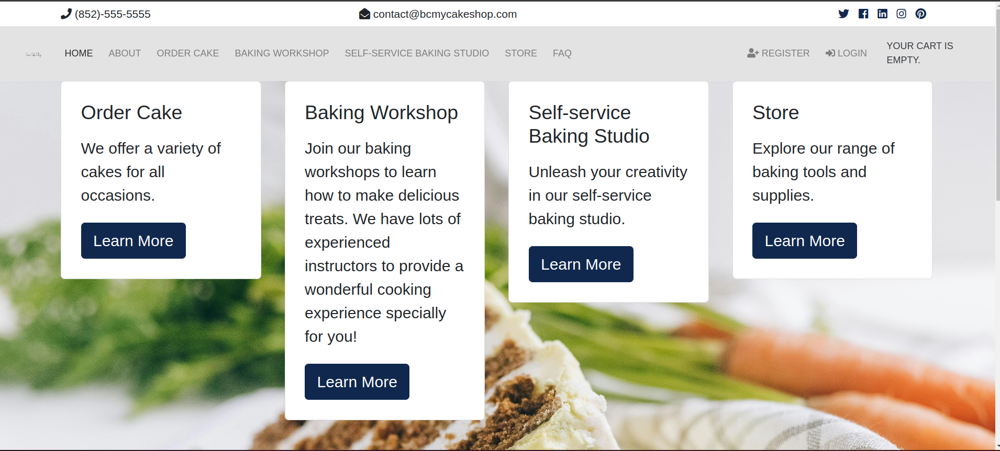 (852)-555-5555
contact@bcmycakeshop.com
HOME
ABOUT
ORDER CAKE
BAKING WORKSHOP
SELF-SERVICE BAKING STUDIO
STORE
FAQ
REGISTER
LOGIN
YOUR CART IS
EMPTY.
Order Cake
We offer a variety of
cakes for all
occasions.
Learn More
Baking Workshop
Join our baking
workshops to learn
how to make delicious
treats. We have lots of
experienced
instructors to provide a
wonderful cooking
experience specially
for you!
Learn More
Self-service
Baking Studio
Unleash your creativity
in our self-service
baking studio.
Learn More
Store
Explore our range of
baking tools and
supplies.
Learn More